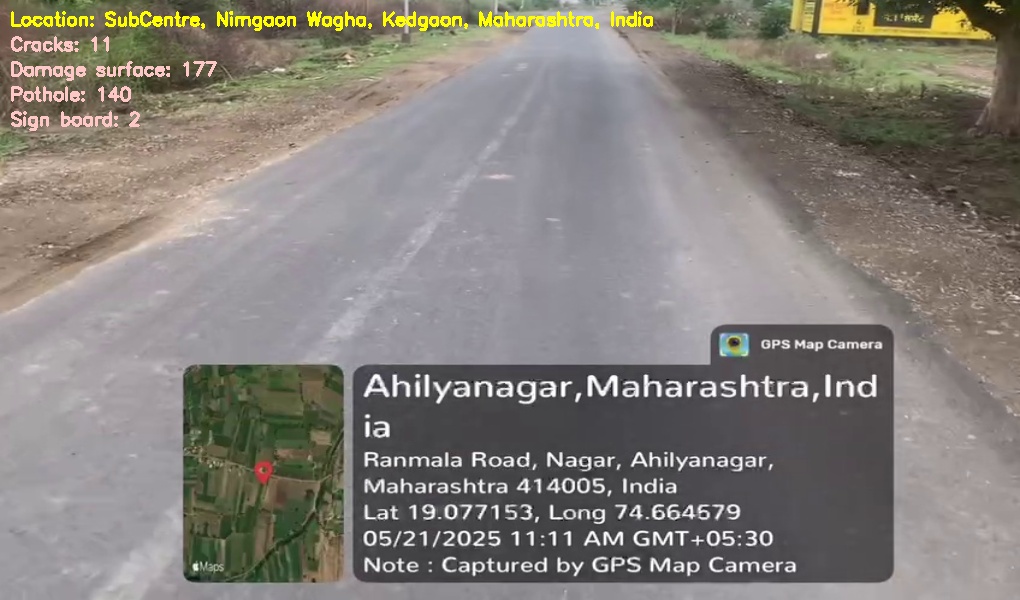 Location: SubCentre, Nimgaon Wagha, Kedgaon, Maharashtra, India
Cracks: 11
Damage surface: 177
Pothole: 140
Sign board: 2
GPS Map Camera
Ahilyanagar,Maharashtra,Ind
ia
Ranmala Road, Nagar, Ahilyanagar,
Maharashtra 414005, India
Lat 19.077153, Long 74.664579
05/21/2025 11:11 AM GMT+05:30
Note : Captured by GPS Map Camera
Maps